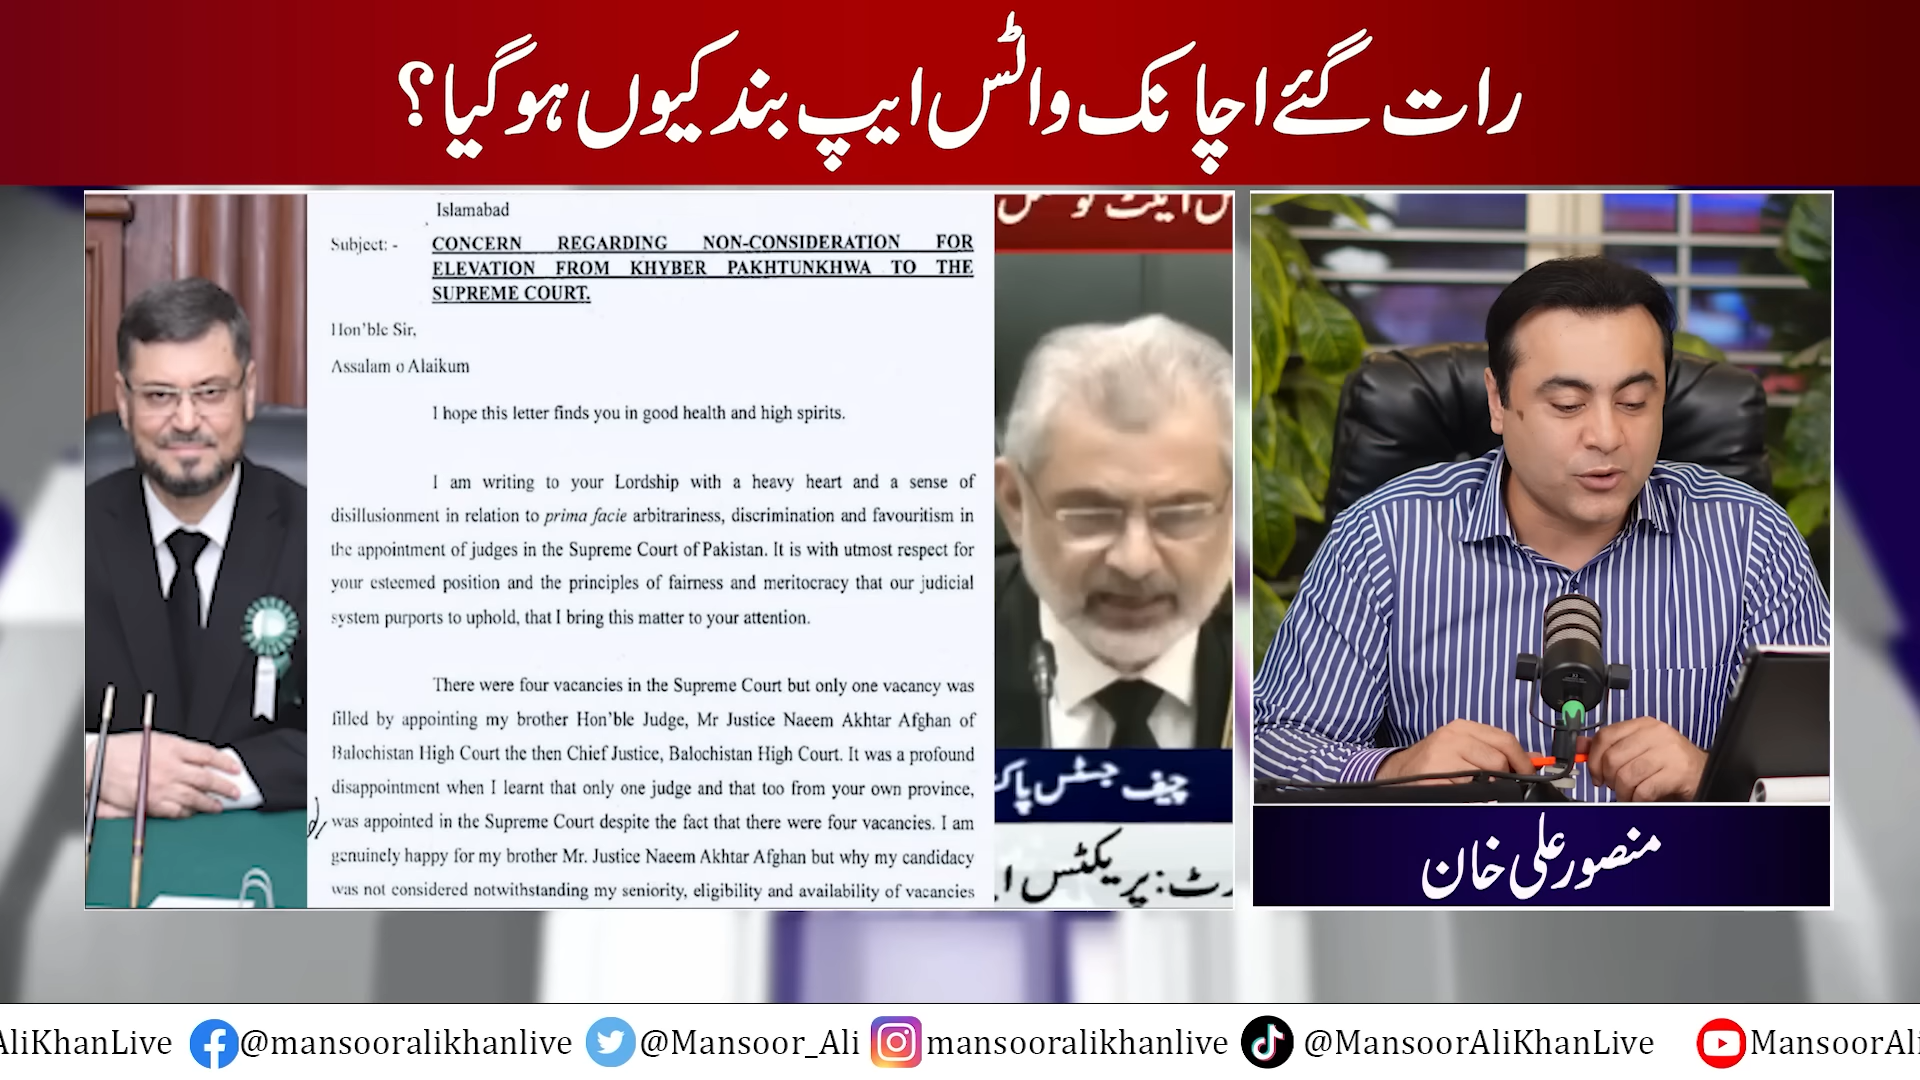 رات گئے اچانک واٹس ایپ بند کیوں ہو گیا؟
Islamabad
Subject: - CONCERN REGARDING NON-CONSIDERATION FOR
ELEVATION FROM KHYBER PAKHTUNKHWA TO THE
SUPREME COURT.
Hon'ble Sir,
Assalam o Alaikum
I hope this letter finds you in good health and high spirits.
I am writing to your Lordship with a heavy heart and a sense of
disillusionment in relation to prima facie arbitrariness, discrimination and favouritism in
the appointment of judges in the Supreme Court of Pakistan. It is with utmost respect for
your esteemed position and the principles of fairness and meritocracy that our judicial
system purports to uphold, that I bring this matter to your attention.
There were four vacancies in the Supreme Court but only one vacancy was
filled by appointing my brother Hon'ble Judge, Mr Justice Naeem Akhtar Afghan of
Balochistan High Court the then Chief Justice, Balochistan High Court. It was a profound
disappointment when I learnt that only one judge and that too from your own province,
was appointed in the Supreme Court despite the fact that there were four vacancies. I am
genuinely happy for my brother Mr. Justice Naeem Akhtar Afghan but why my candidacy
was not considered notwithstanding my seniority, eligibility and availability of vacancies
چیف جسٹس
پریکٹس
منصور علی خان
AliKhanLive @mansooralikhanlive @Mansoor_Ali mansooralikhanlive @MansoorAliKhanLive MansoorAli